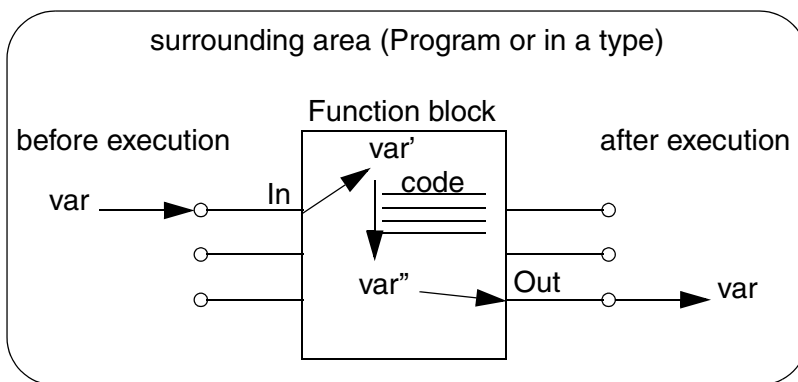 surrounding area (Program or in a type)
Function block
before execution
after execution
var'
code
In
var
var”
Out
var